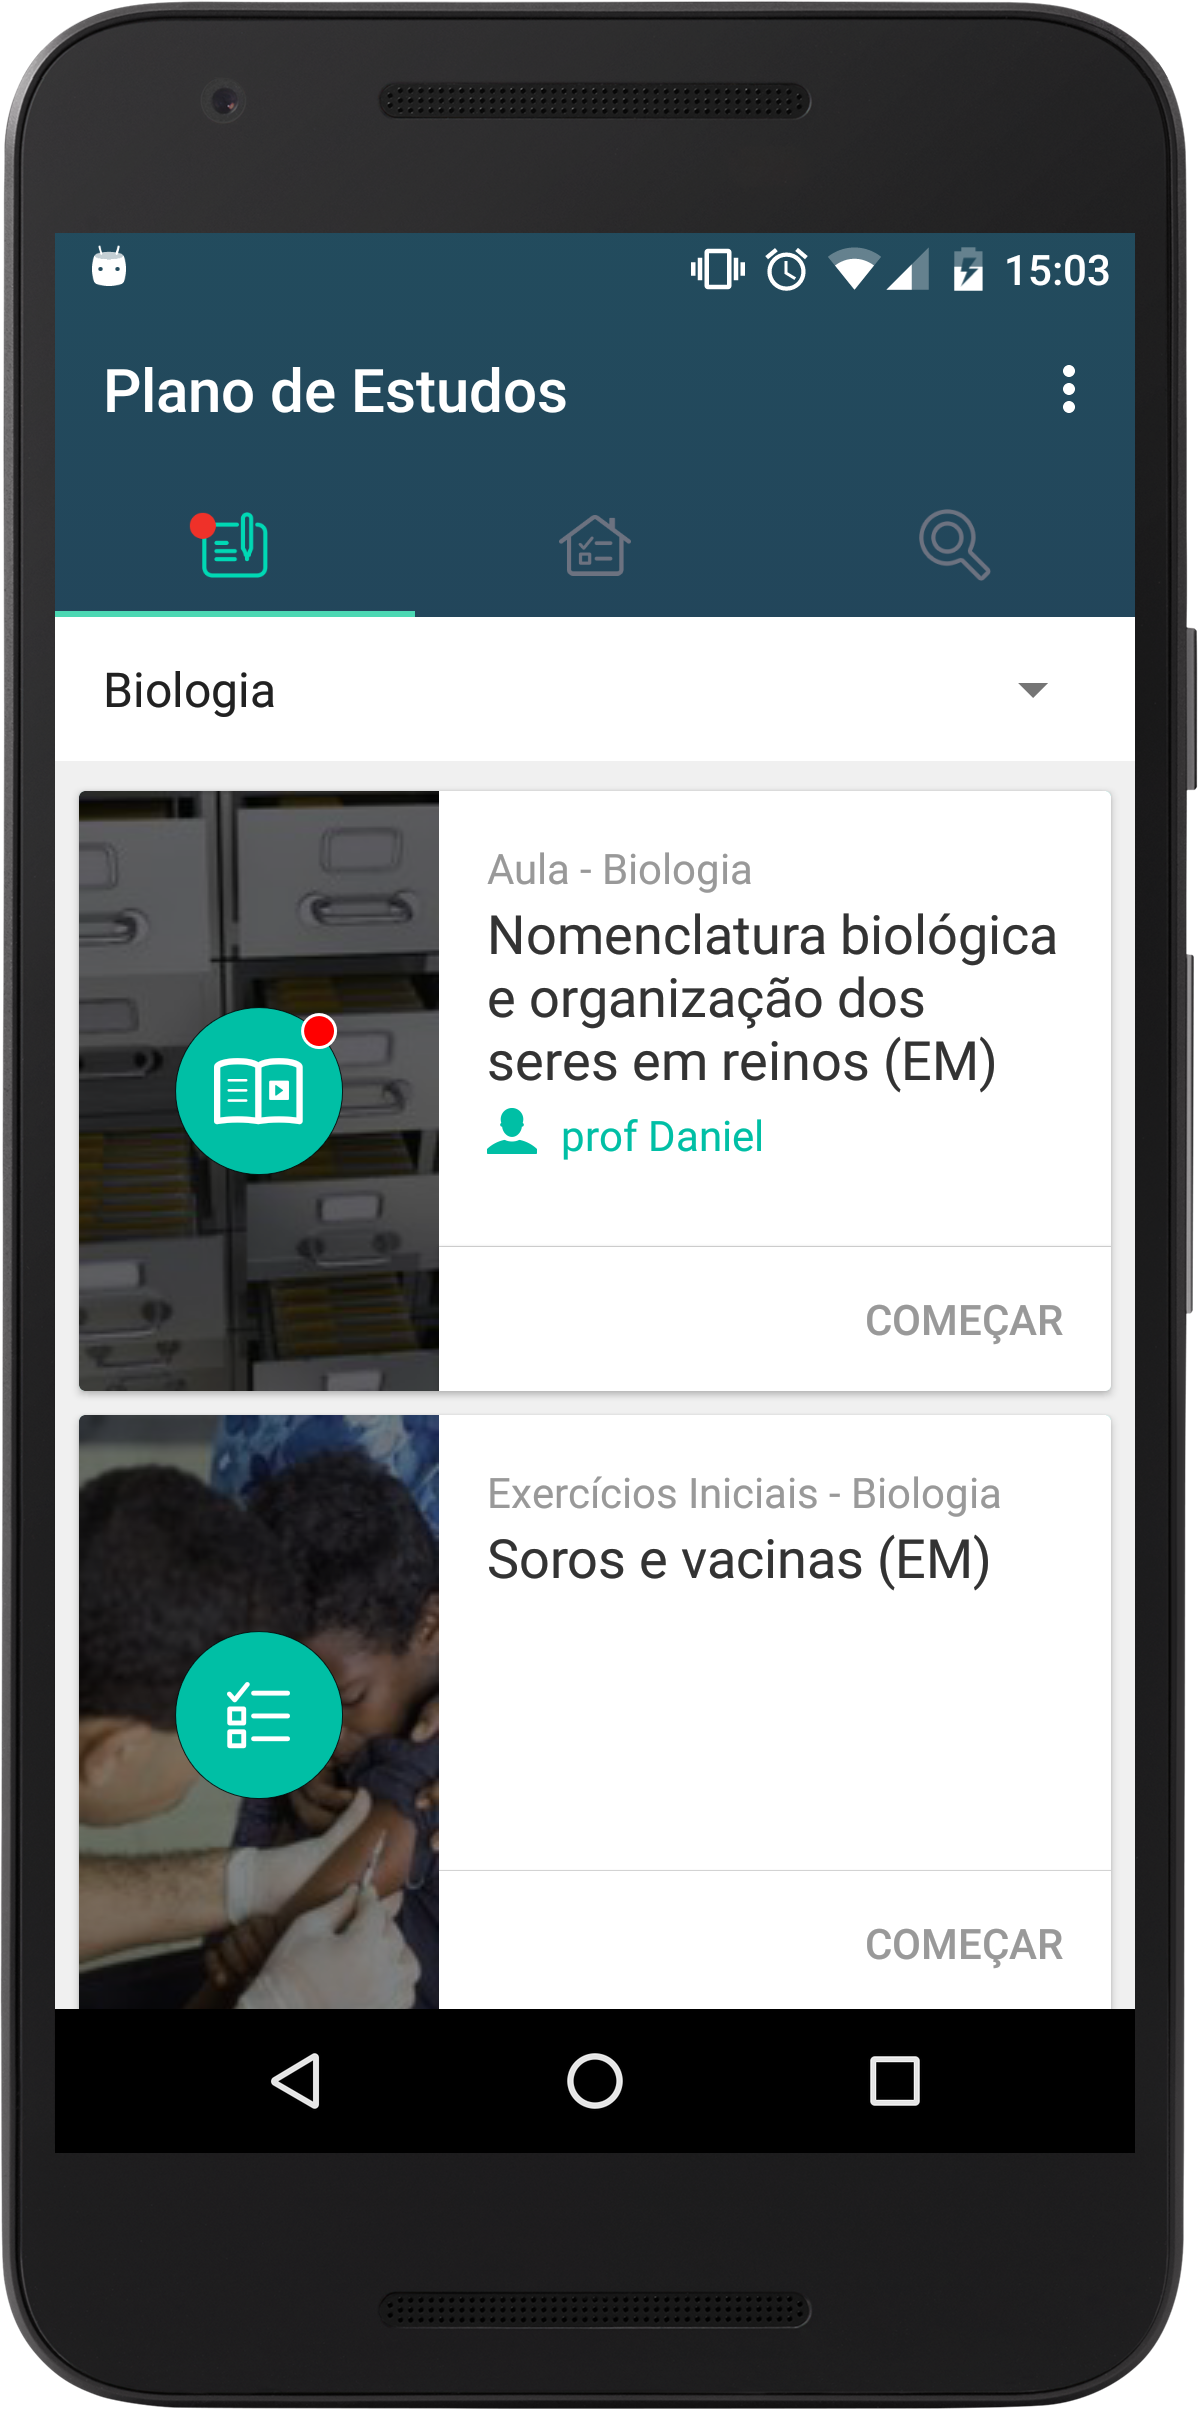 15:03
Plano de Estudos
Biologia
Aula - Biologia
Nomenclatura biológica
e organização dos
seres em reinos (EM)
prof Daniel
COMEÇAR
Exercícios Iniciais - Biologia
Soros e vacinas (EM)
COMEÇAR